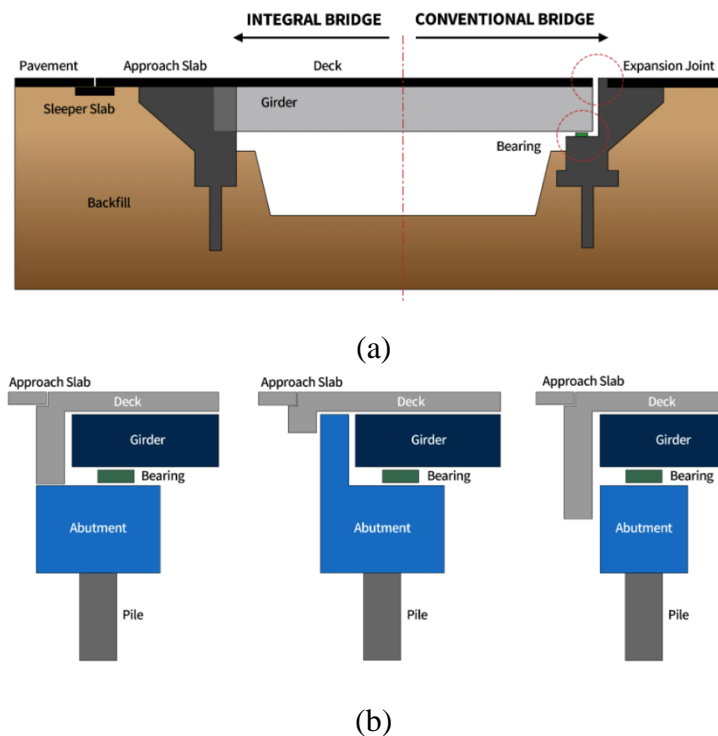 INTEGRAL BRIDGE CONVENTIONAL BRIDGE
Pavement Approach Slab Deck Expansion Joint
Sleeper Slab Girder
Bearing
Backfill
(a)
Approach Slab Approach Slab Approach Slab
Deck Deck Deck
Girder Girder Girder
Bearing Bearing Bearing
Abutment Abutment Abutment
Pile Pile Pile
(b)